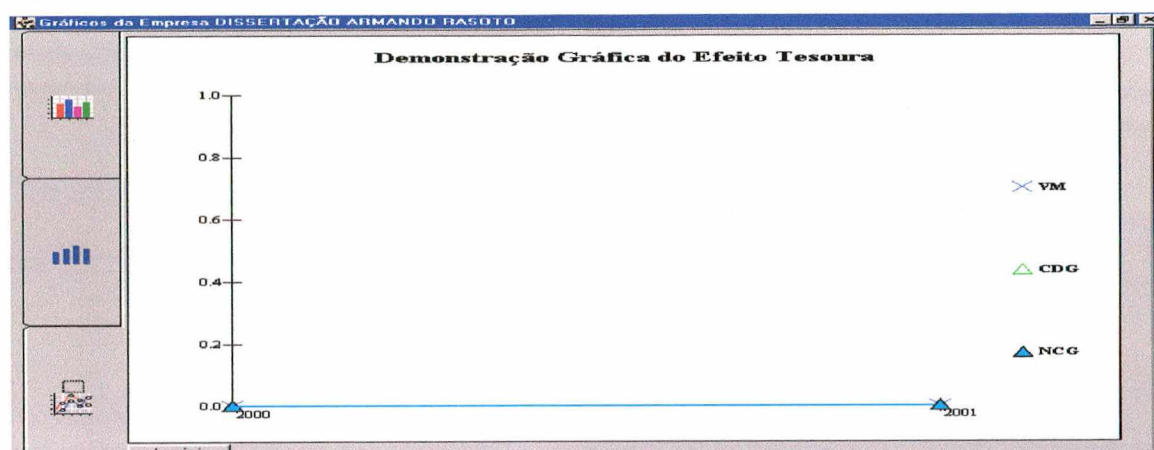 Gráficos da Empresa DISSERTAÇÃO ARMANDO RASOTO
Demonstração Gráfica do Efeito Tesoura
1.0
0.8
0.6
0.4
0.2
0.0
2000
2001
VM
CDG
NCG